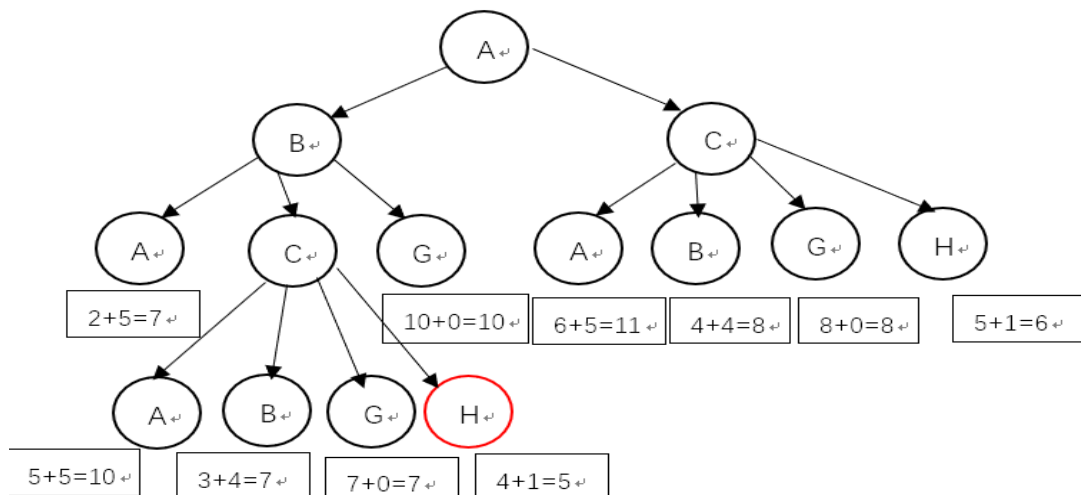 A
B
C
A
C
G
A
B
G
H
2+5=7
10+0=10
6+5=11
4+4=8
8+0=8
5+1=6
A
B
G
H
5+5=10
3+4=7
7+0=7
4+1=5